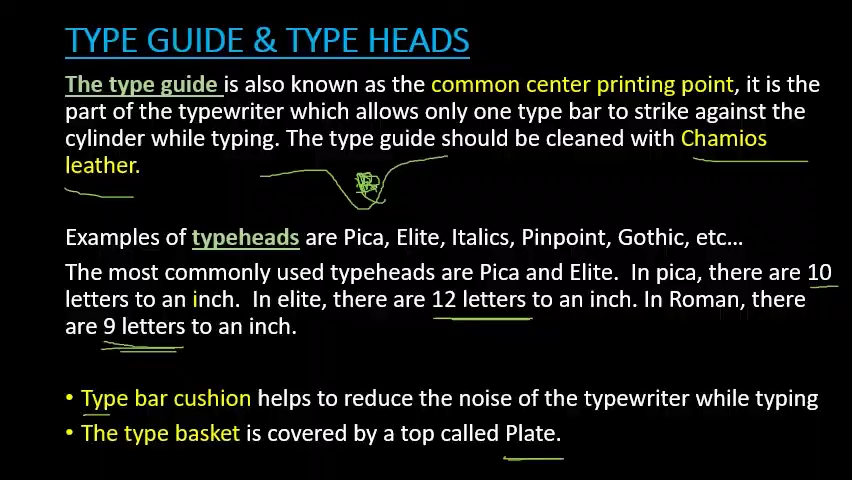 TYPE GUIDE & TYPE HEADS
The type guide is also known as the common center printing point, it is the
part of the typewriter which allows only one type bar to strike against the
cylinder while typing. The type guide should be cleaned with Chamios
leather.
Examples of typeheads are Pica, Elite, Italics, Pinpoint, Gothic, etc...
The most commonly used typeheads are Pica and Elite. In pica, there are 10
letters to an inch. In elite, there are 12 letters to an inch. In Roman, there
are 9 letters to an inch.
• Type bar cushion helps to reduce the noise of the typewriter while typing
• The type basket is covered by a top called Plate.